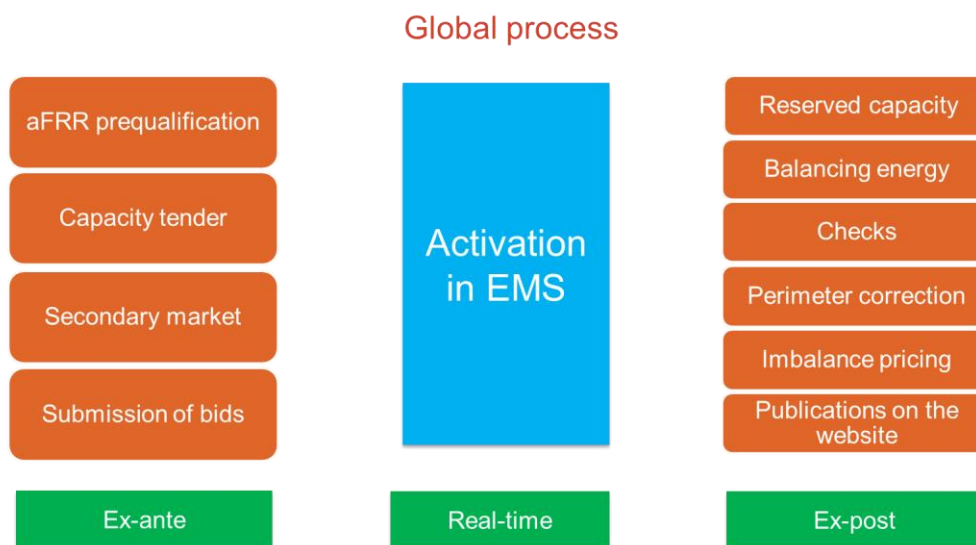 Global process
aFRR prequalification
Capacity tender
Secondary market
Submission of bids
Ex-ante
Activation
in EMS
Real-time
Reserved capacity
Balancing energy
Checks
Perimeter correction
Imbalance pricing
Publications on the
website
Ex-post